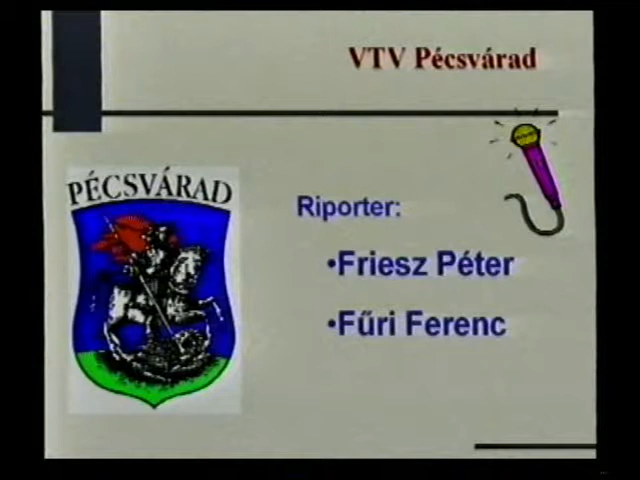 VTV Pécsvárad
PÉCSVÁRAD
Riporter:
•Friesz Péter
•Fűri Ferenc